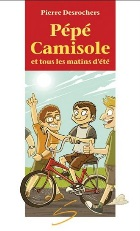 Pierre Desrochers
Pépé
Camisole
et tous les matins d'été